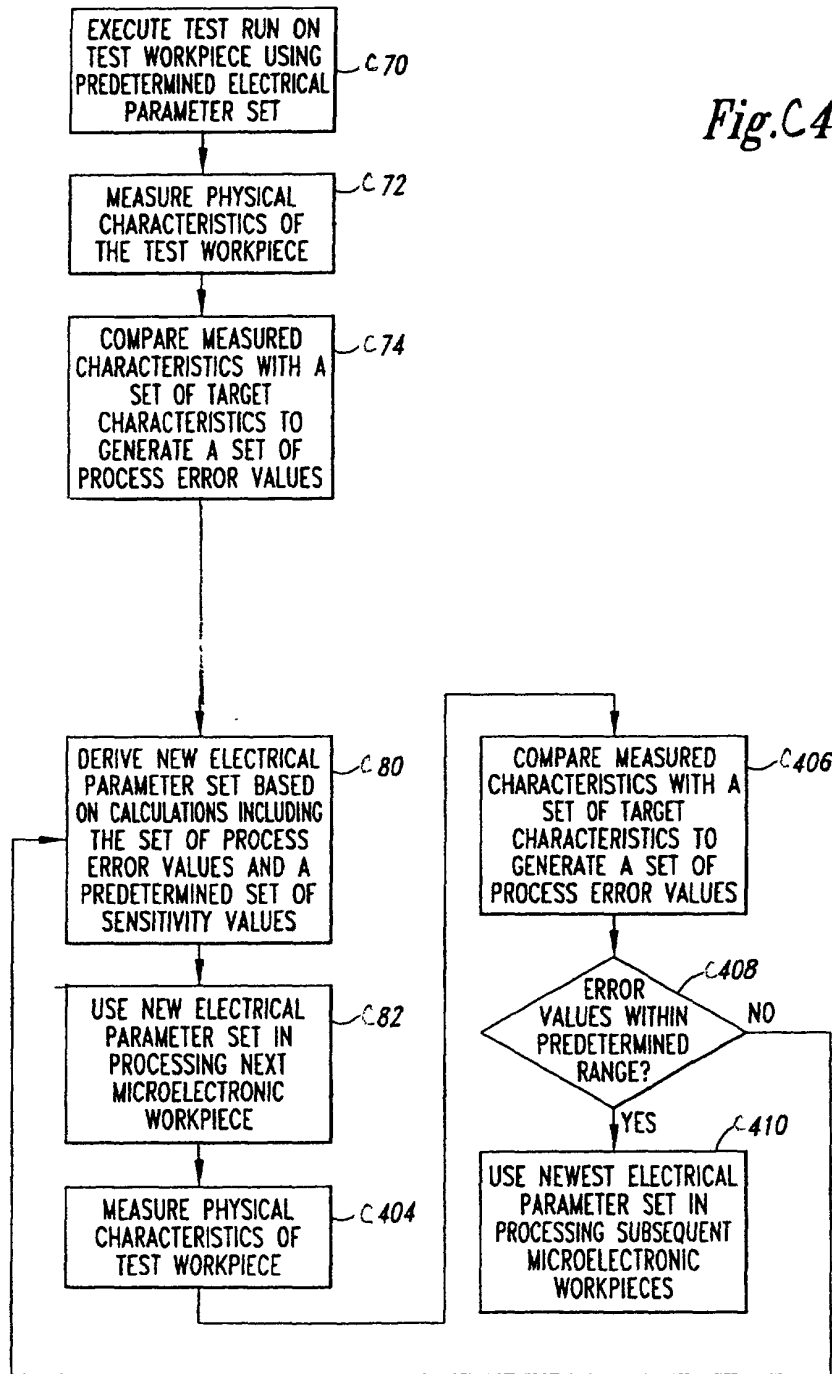 EXECUTE TEST RUN ON
TEST WORKPIECE USING
PREDETERMINED ELECTRICAL
PARAMETER SET
C70
Fig.C4
MEASURE PHYSICAL
CHARACTERISTICS OF
THE TEST WORKPIECE
C72
COMPARE MEASURED
CHARACTERISTICS WITH A
SET OF TARGET
CHARACTERISTICS TO
GENERATE A SET OF
PROCESS ERROR VALUES
C74
DERIVE NEW ELECTRICAL
PARAMETER SET BASED
ON CALCULATIONS INCLUDING
THE SET OF PROCESS
ERROR VALUES AND A
PREDETERMINED SET OF
SENSITIVITY VALUES
C80
USE NEW ELECTRICAL
PARAMETER SET IN
PROCESSING NEXT
MICROELECTRONIC
WORKPIECE
C82
MEASURE PHYSICAL
CHARACTERISTICS OF
TEST WORKPIECE
C404
COMPARE MEASURED
CHARACTERISTICS WITH A
SET OF TARGET
CHARACTERISTICS TO
GENERATE A SET OF
PROCESS ERROR VALUES
C406
ERROR
VALUES WITHIN
PREDETERMINED
RANGE?
C408
NO
YES
C410
USE NEWEST ELECTRICAL
PARAMETER SET IN
PROCESSING SUBSEQUENT
MICROELECTRONIC
WORKPIECES